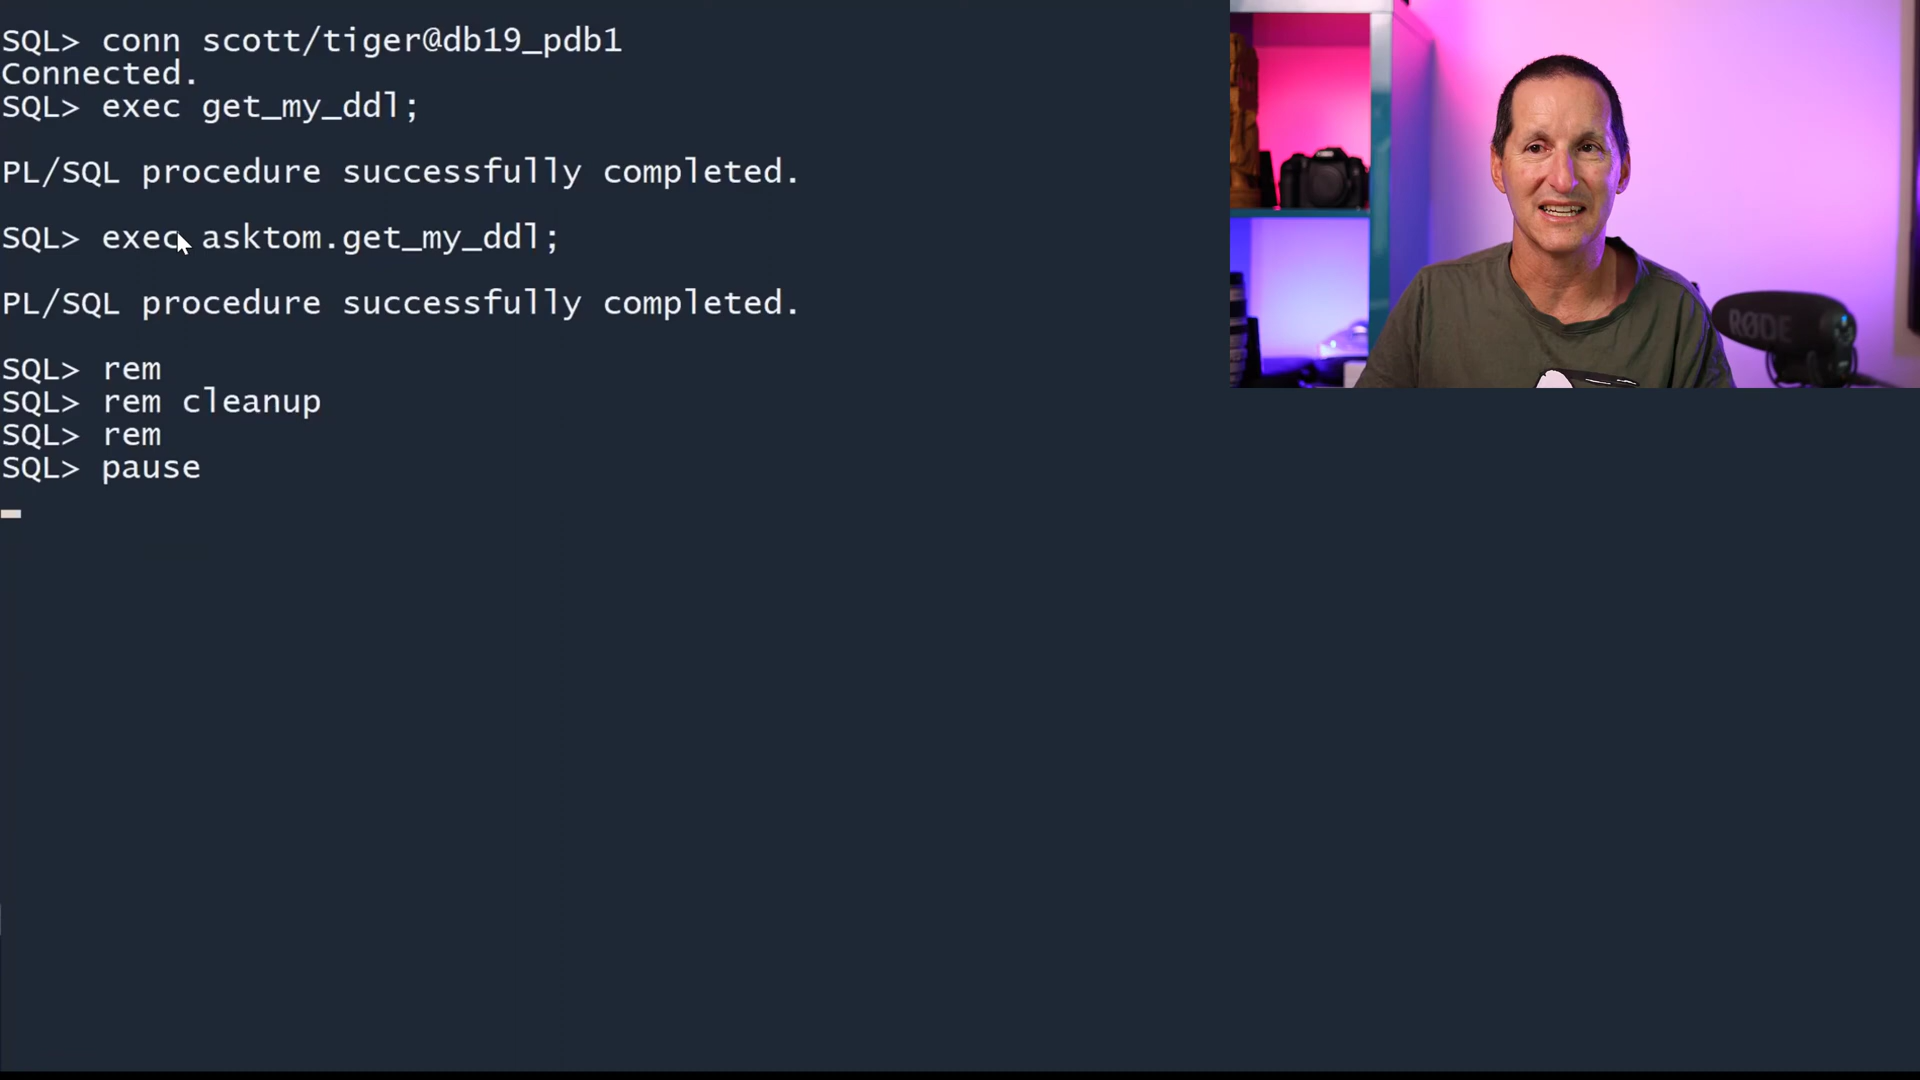 SQL> conn scott/tiger@db19_pdb1
Connected.
SQL> exec get_my_ddl;
PL/SQL procedure successfully completed.
SQL> exec asktom.get_my_ddl;
PL/SQL procedure successfully completed.
SQL> rem
SQL> rem cleanup
SQL> rem
SQL> pause
RØDE